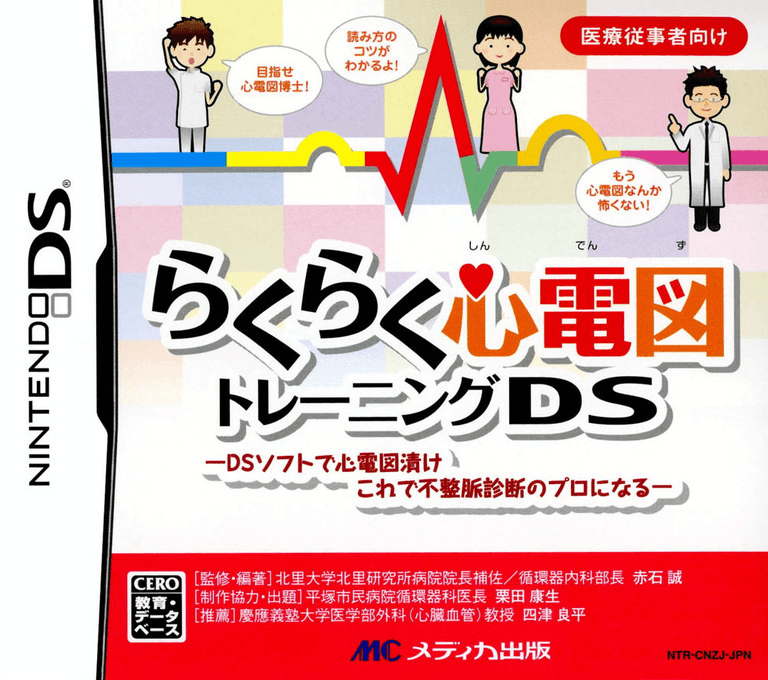 医療従事者向け
目指せ
心電図博士!
読み方の
コツが
わかるよ!
もう
心電図なんか
怖くない!
NINTENDO DS®
しん でん ず
らくらく心電図
トレーニングDS
―DSソフトで心電図漬け
これで不整脈診断のプロになる―
CERO
教育・
データ
ベース
[監修・編著]北里大学北里研究所病院院長補佐／循環器内科部長 赤石 誠
[制作協力・出題]平塚市民病院循環器科医長 栗田 康生
[推薦]慶應義塾大学医学部外科(心臓血管)教授 四津 良平
MC メディカ出版
NTR-CNZJ-JPN